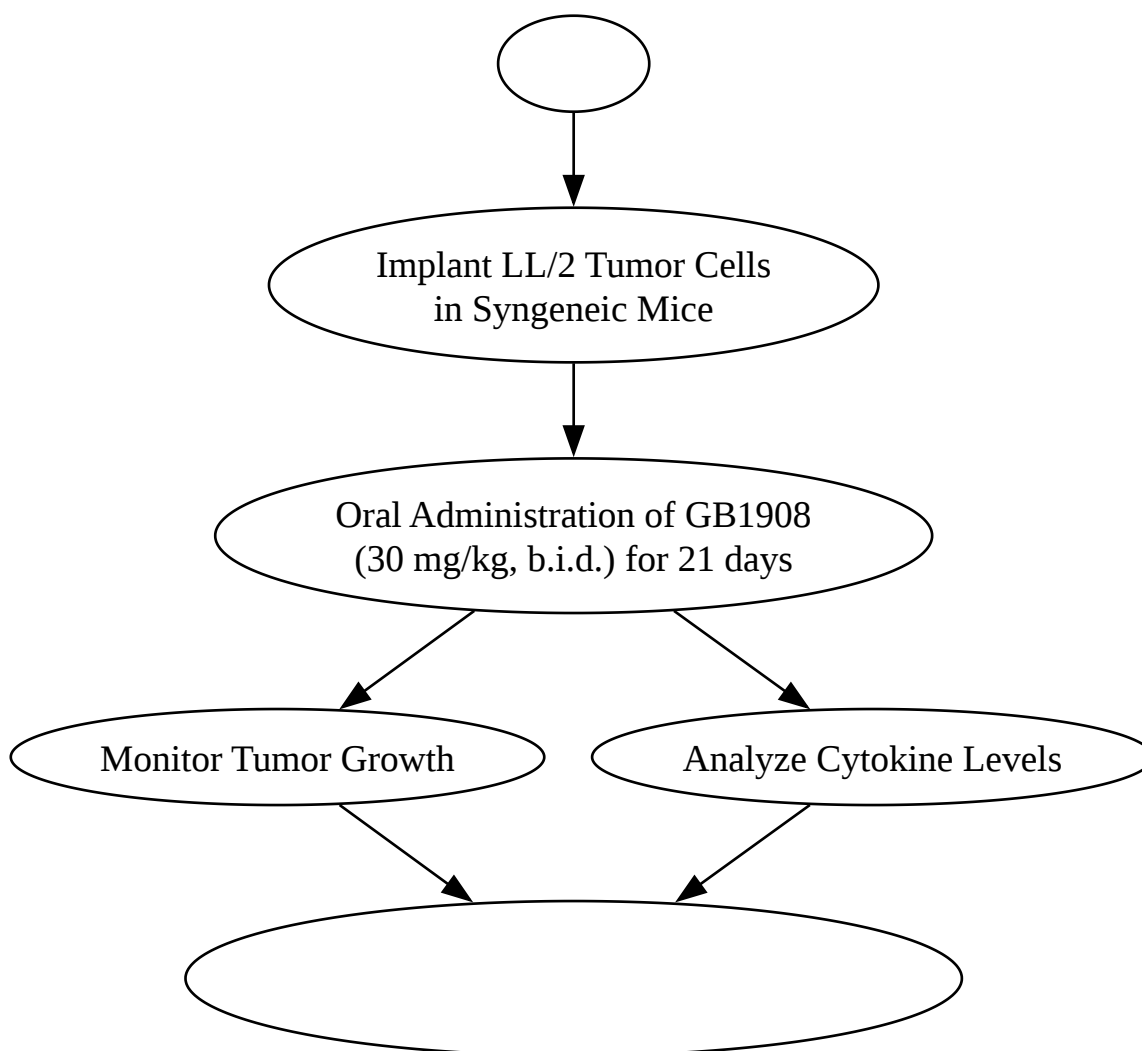 Implant LL/2 Tumor Cells
in Syngeneic Mice
Oral Administration of GB1908
(30 mg/kg, b.i.d.) for 21 days
Monitor Tumor Growth
Analyze Cytokine Levels